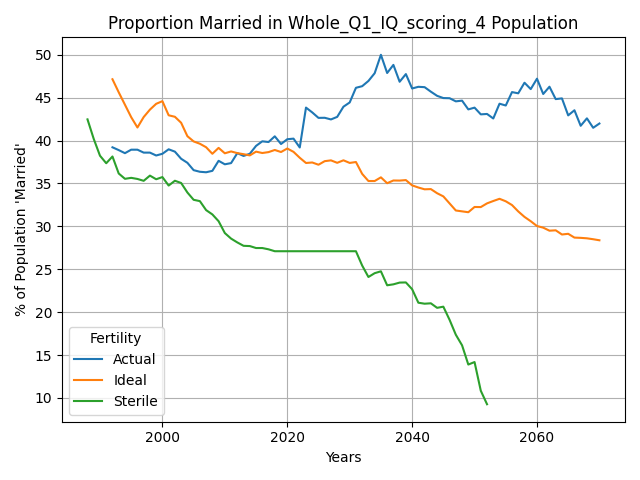 Proportion Married in Whole_Q1_IQ_scoring_4 Population
% of Population 'Married'
50
45
40
35
30
25
20
15
10
Fertility
Actual
Ideal
Sterile
2000 2020 2040 2060
Years